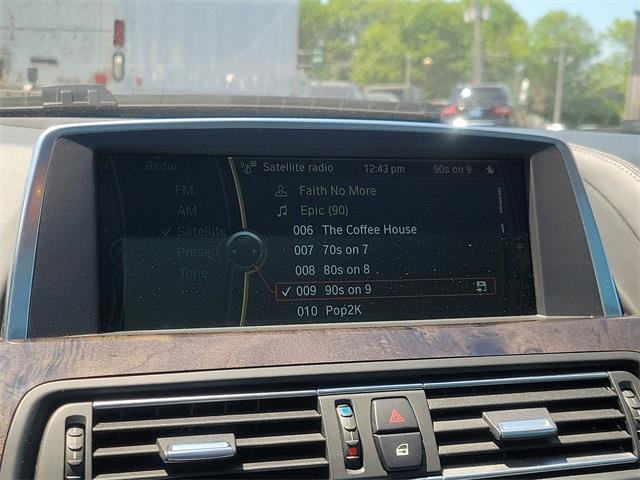 Radio
Satellite radio 12:43 pm 90s on 9
FM
Faith No More
AM
Epic (90)
Satellite
006 The Coffee House
Prese
007 70s on 7
Tone
008 80s on 8
009 90s on 9
010 Pop2K